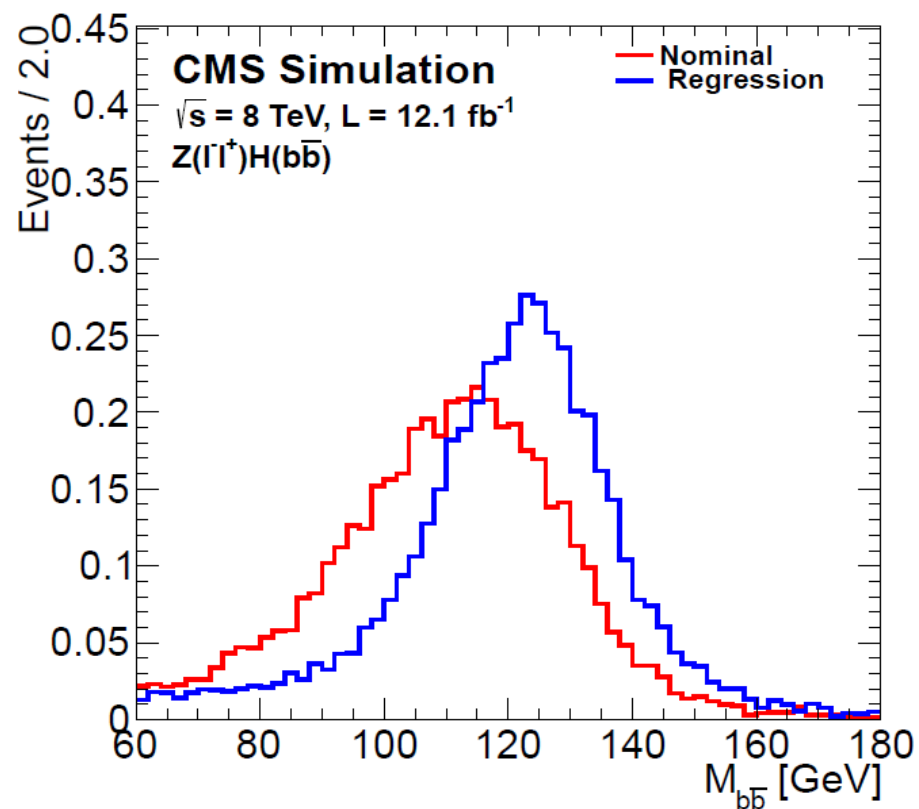 Events / 2.0
0.45
0.4
0.35
0.3
0.25
0.2
0.15
0.1
0.05
0
CMS Simulation
√s = 8 TeV, L = 12.1 fb⁻¹
Z(l⁻l⁺)H(bb̅)
Nominal
Regression
60 80 100 120 140 160 180
M_bb̅ [GeV]